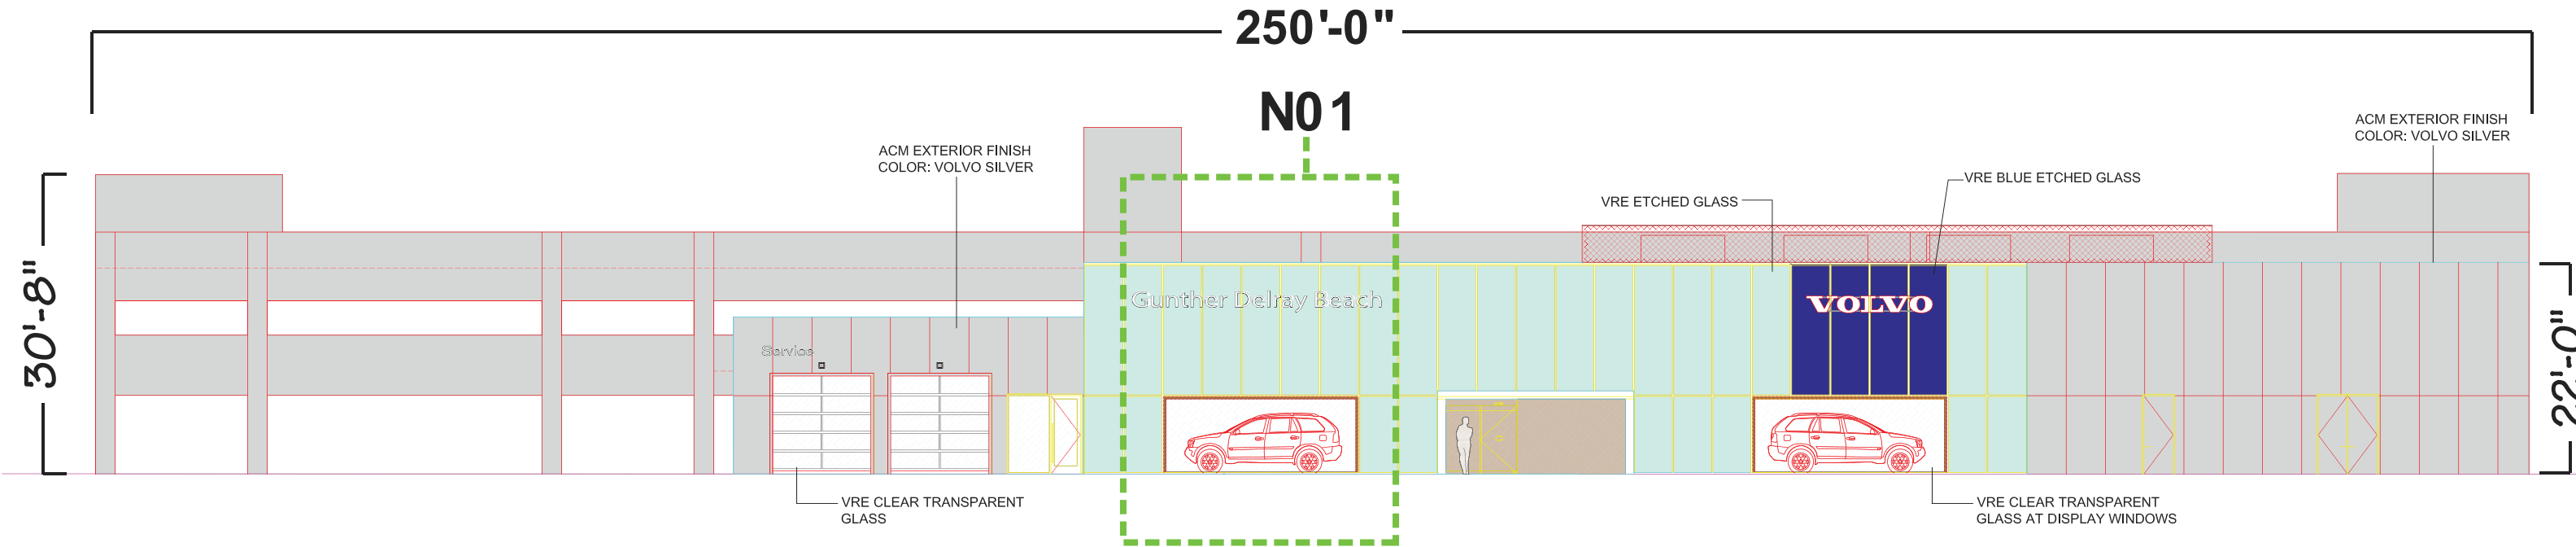 250'-0"
N01
ACM EXTERIOR FINISH
COLOR: VOLVO SILVER
ACM EXTERIOR FINISH
COLOR: VOLVO SILVER
VRE BLUE ETCHED GLASS
VRE ETCHED GLASS
30'-8"
22'-0"
Gunther Delray Beach
VOLVO
Service
VRE CLEAR TRANSPARENT
GLASS
VRE CLEAR TRANSPARENT
GLASS AT DISPLAY WINDOWS